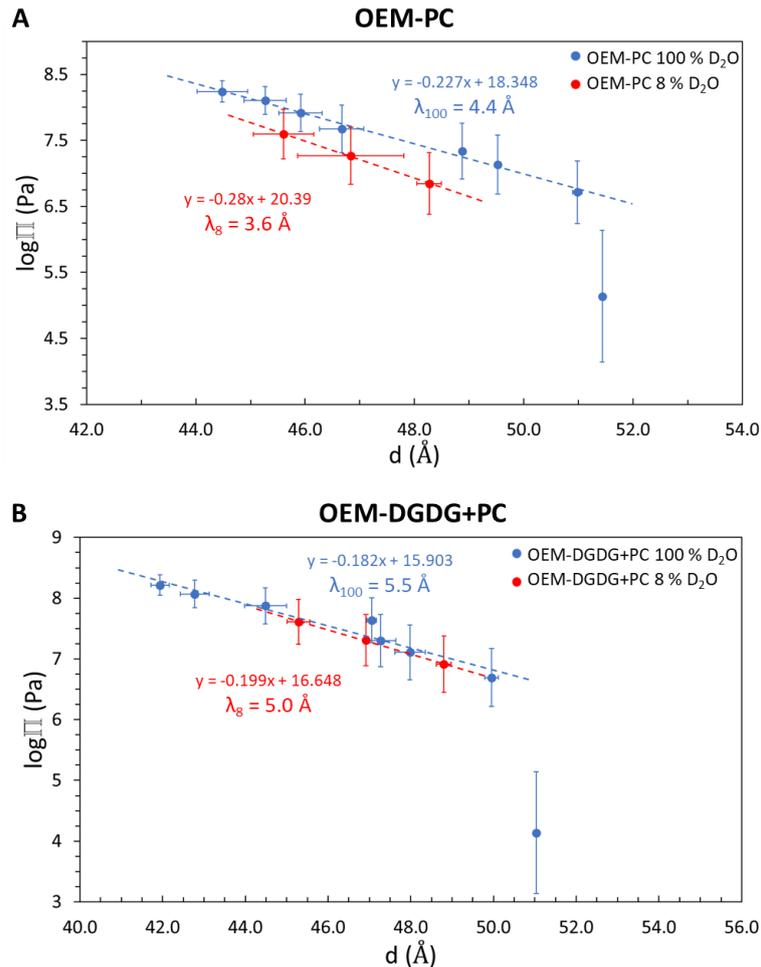 A
OEM-PC
OEM-PC 100 % D₂O
OEM-PC 8 % D₂O
y = -0.227x + 18.348
λ₁₀₀ = 4.4 Å
y = -0.28x + 20.39
λ₈ = 3.6 Å
8.5
7.5
6.5
5.5
4.5
3.5
logΠ (Pa)
42.0 44.0 46.0 48.0 50.0 52.0 54.0
d (Å)
B
OEM-DGDG+PC
OEM-DGDG+PC 100 % D₂O
OEM-DGDG+PC 8 % D₂O
y = -0.182x + 15.903
λ₁₀₀ = 5.5 Å
y = -0.199x + 16.648
λ₈ = 5.0 Å
9
8
7
6
5
4
3
logΠ (Pa)
40.0 42.0 44.0 46.0 48.0 50.0 52.0 54.0 56.0
d (Å)